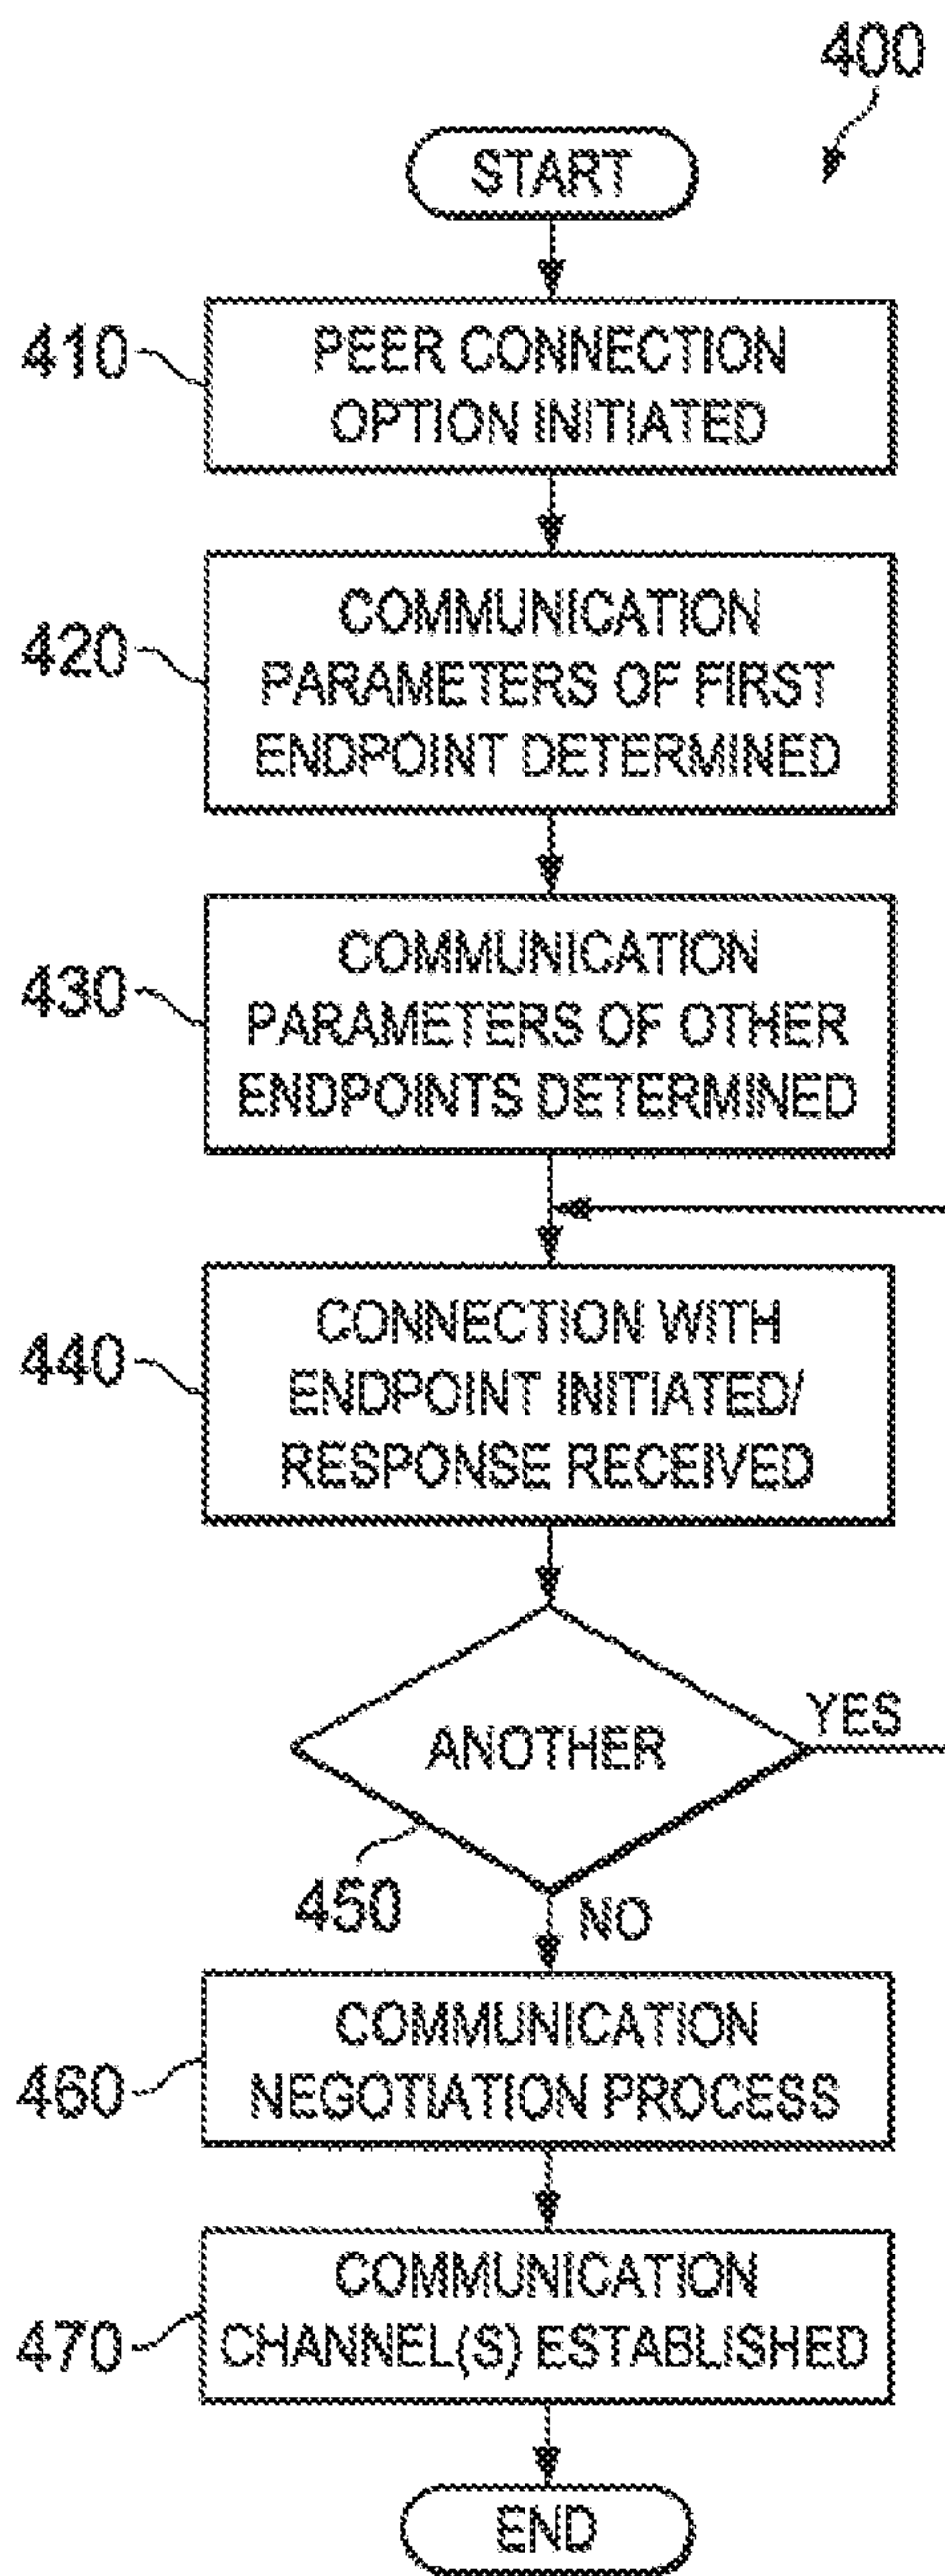 400
START
410
PEER CONNECTION
OPTION INITIATED
420
COMMUNICATION
PARAMETERS OF FIRST
ENDPOINT DETERMINED
430
COMMUNICATION
PARAMETERS OF OTHER
ENDPOINTS DETERMINED
440
CONNECTION WITH
ENDPOINT INITIATED/
RESPONSE RECEIVED
ANOTHER
YES
450
NO
460
COMMUNICATION
NEGOTIATION PROCESS
470
COMMUNICATION
CHANNEL(S) ESTABLISHED
END